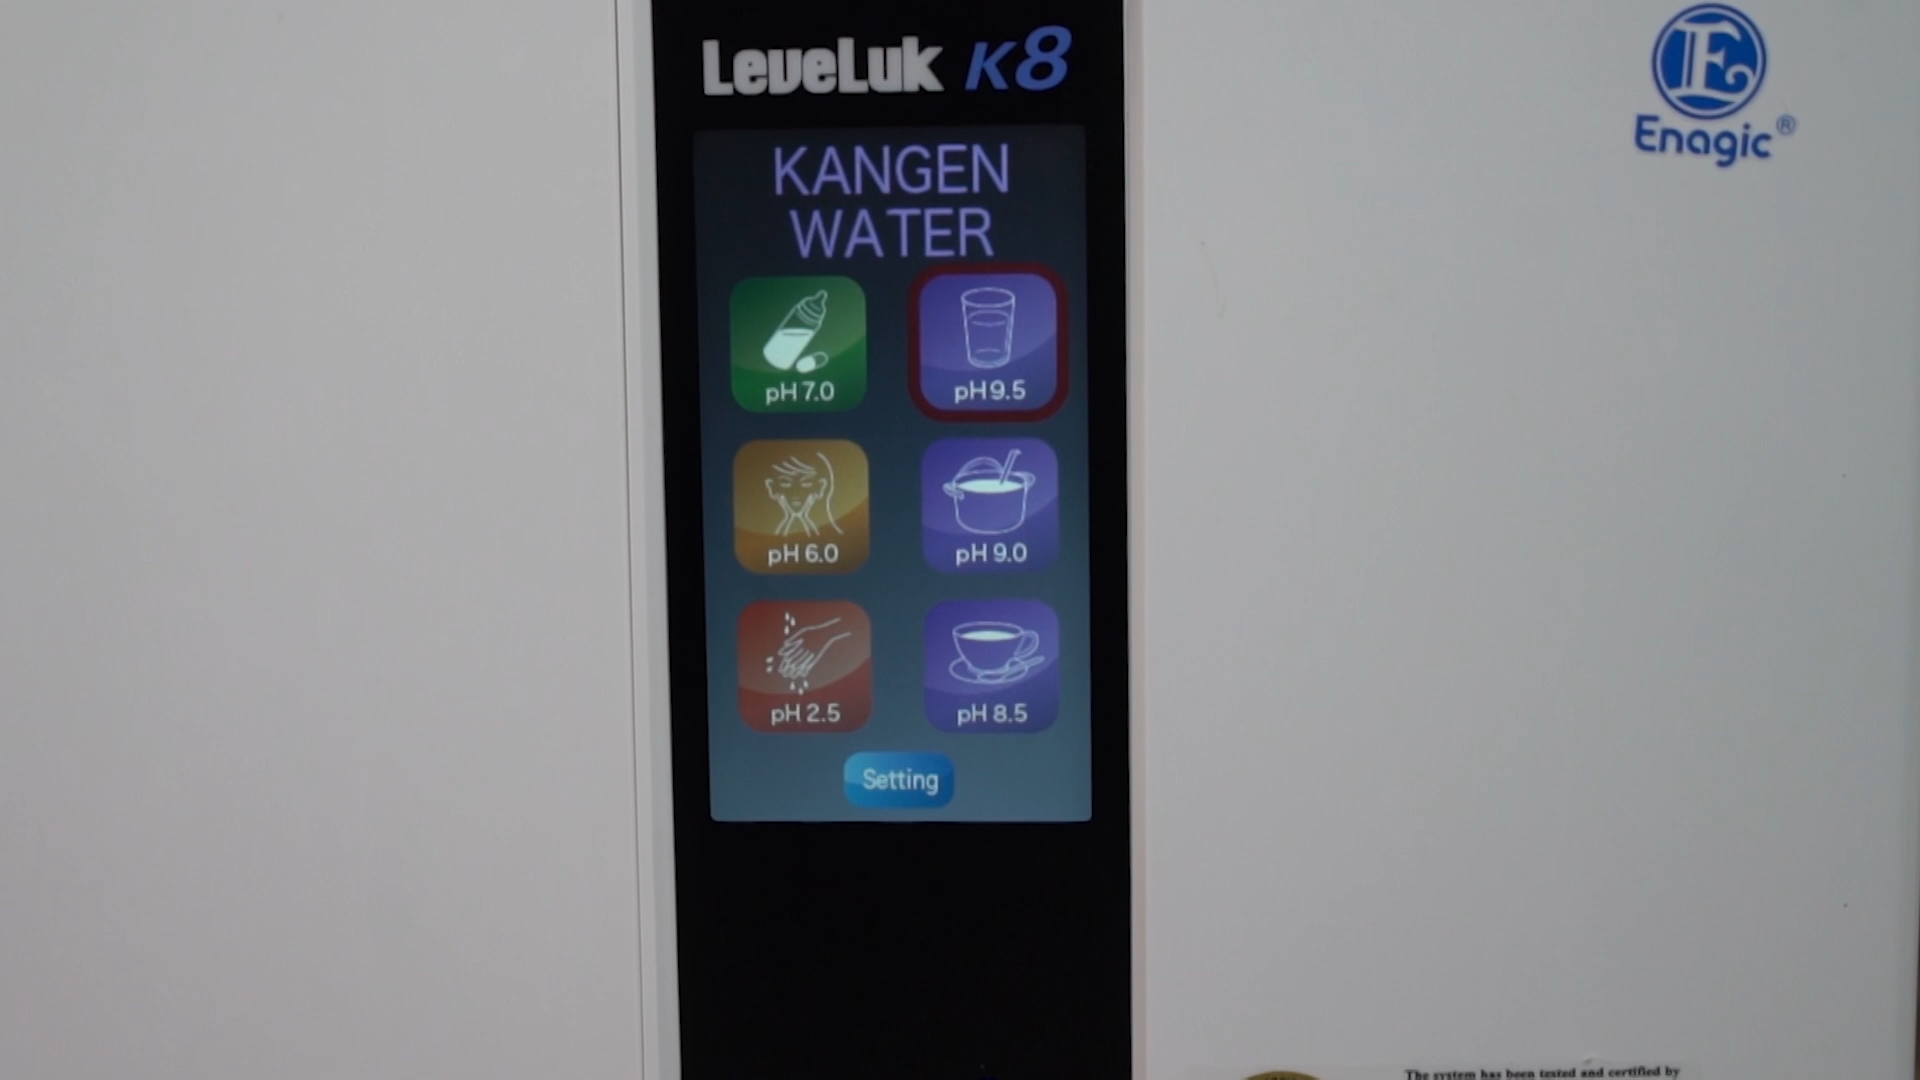 LeveLuk K8
Enagic®
KANGEN
WATER
pH 7.0
pH 9.5
pH 6.0
pH 9.0
pH 2.5
pH 8.5
Setting
The system has been tested and certified by